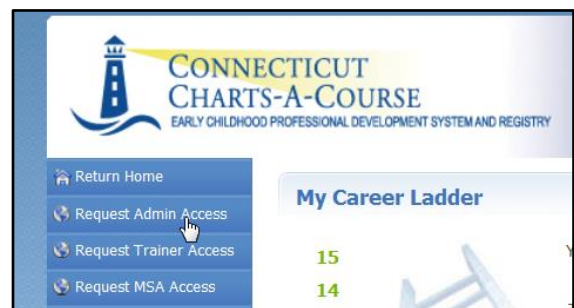 CONNECTICUT
CHARTS-A-COURSE
EARLY CHILDHOOD PROFESSIONAL DEVELOPMENT SYSTEM AND REGISTRY
Return Home
Request Admin Access
Request Trainer Access
Request MSA Access
My Career Ladder
15
14